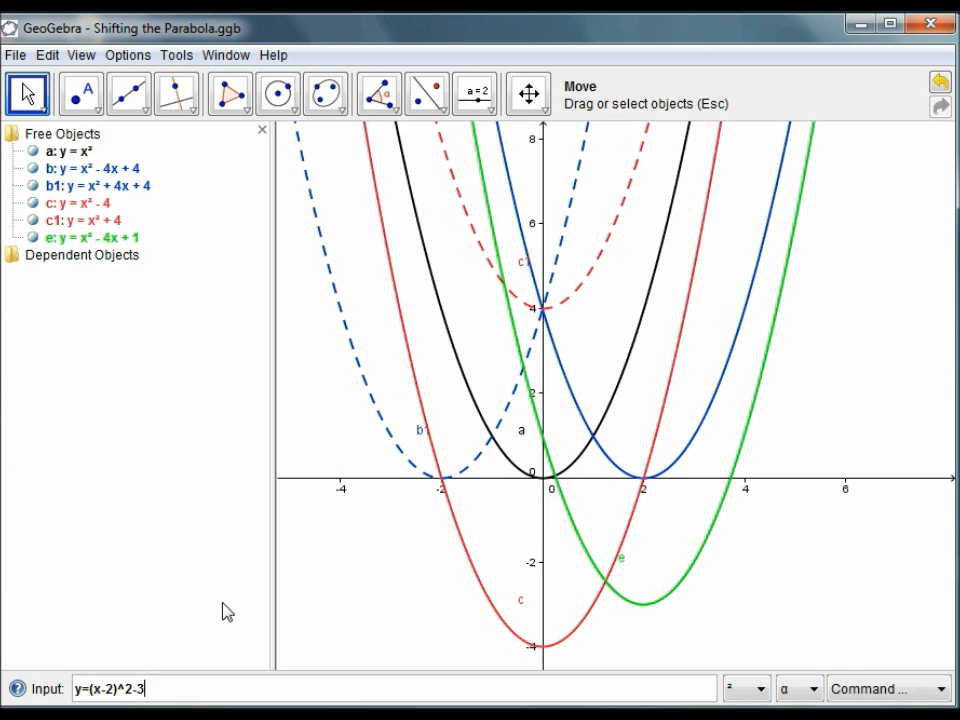 GeoGebra - Shifting the Parabola.ggb
File Edit View Options Tools Window Help
A
α
a = 2
Move
Drag or select objects (Esc)
Free Objects
a: y = x²
b: y = x² - 4x + 4
b1: y = x² + 4x + 4
c: y = x² - 4
c1: y = x² + 4
e: y = x² - 4x + 1
Dependent Objects
8
6
c1
4
2
b1
a
0
-4
-2
0
2
4
6
-2
e
c
-4
Input: y=(x-2)^2-3
²
α
Command ...